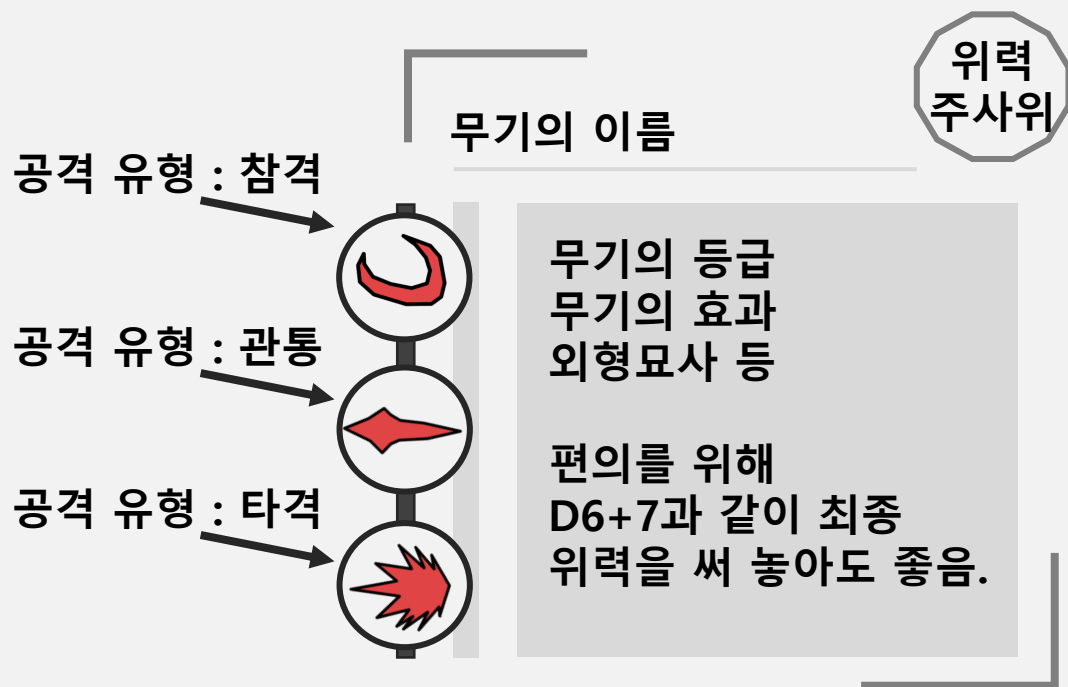 위력
주사위
무기의 이름
공격 유형 : 참격
공격 유형 : 관통
공격 유형 : 타격
무기의 등급
무기의 효과
외형묘사 등
편의를 위해
D6+7과 같이 최종
위력을 써 놓아도 좋음.